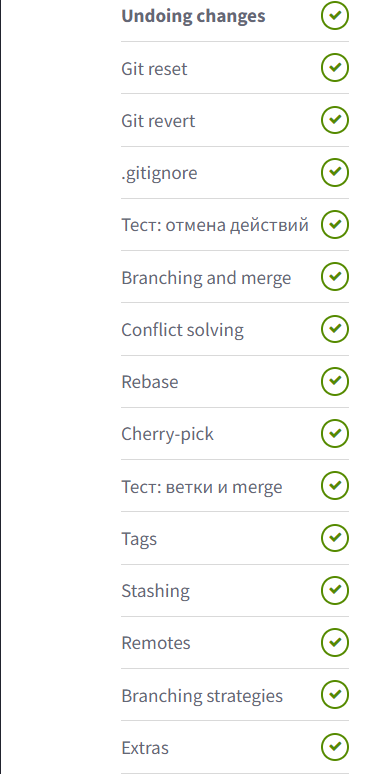 Undoing changes
Git reset
Git revert
.gitignore
Тест: отмена действий
Branching and merge
Conflict solving
Rebase
Cherry-pick
Тест: ветки и merge
Tags
Stashing
Remotes
Branching strategies
Extras